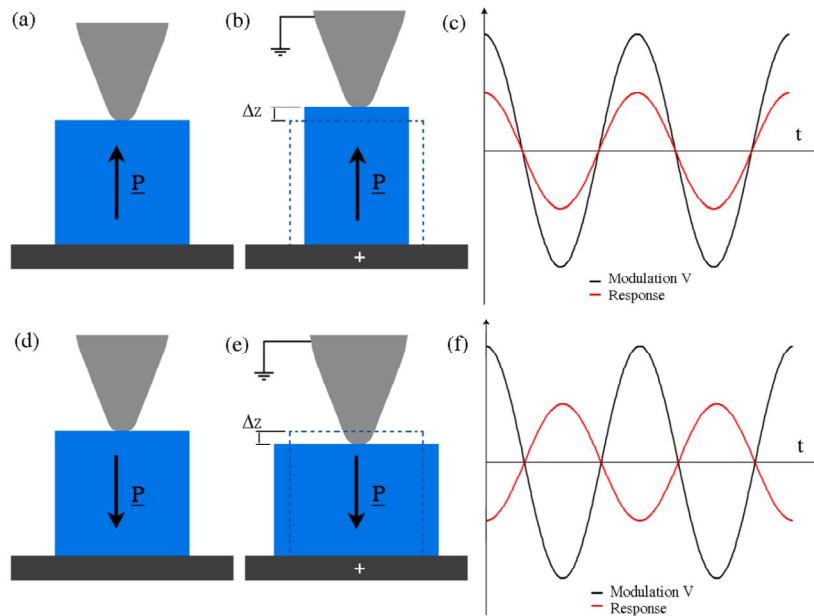 (a)
P
(b)
Δz
P
+
(c)
t
Modulation V
Response
(d)
P
(e)
Δz
P
+
(f)
t
Modulation V
Response